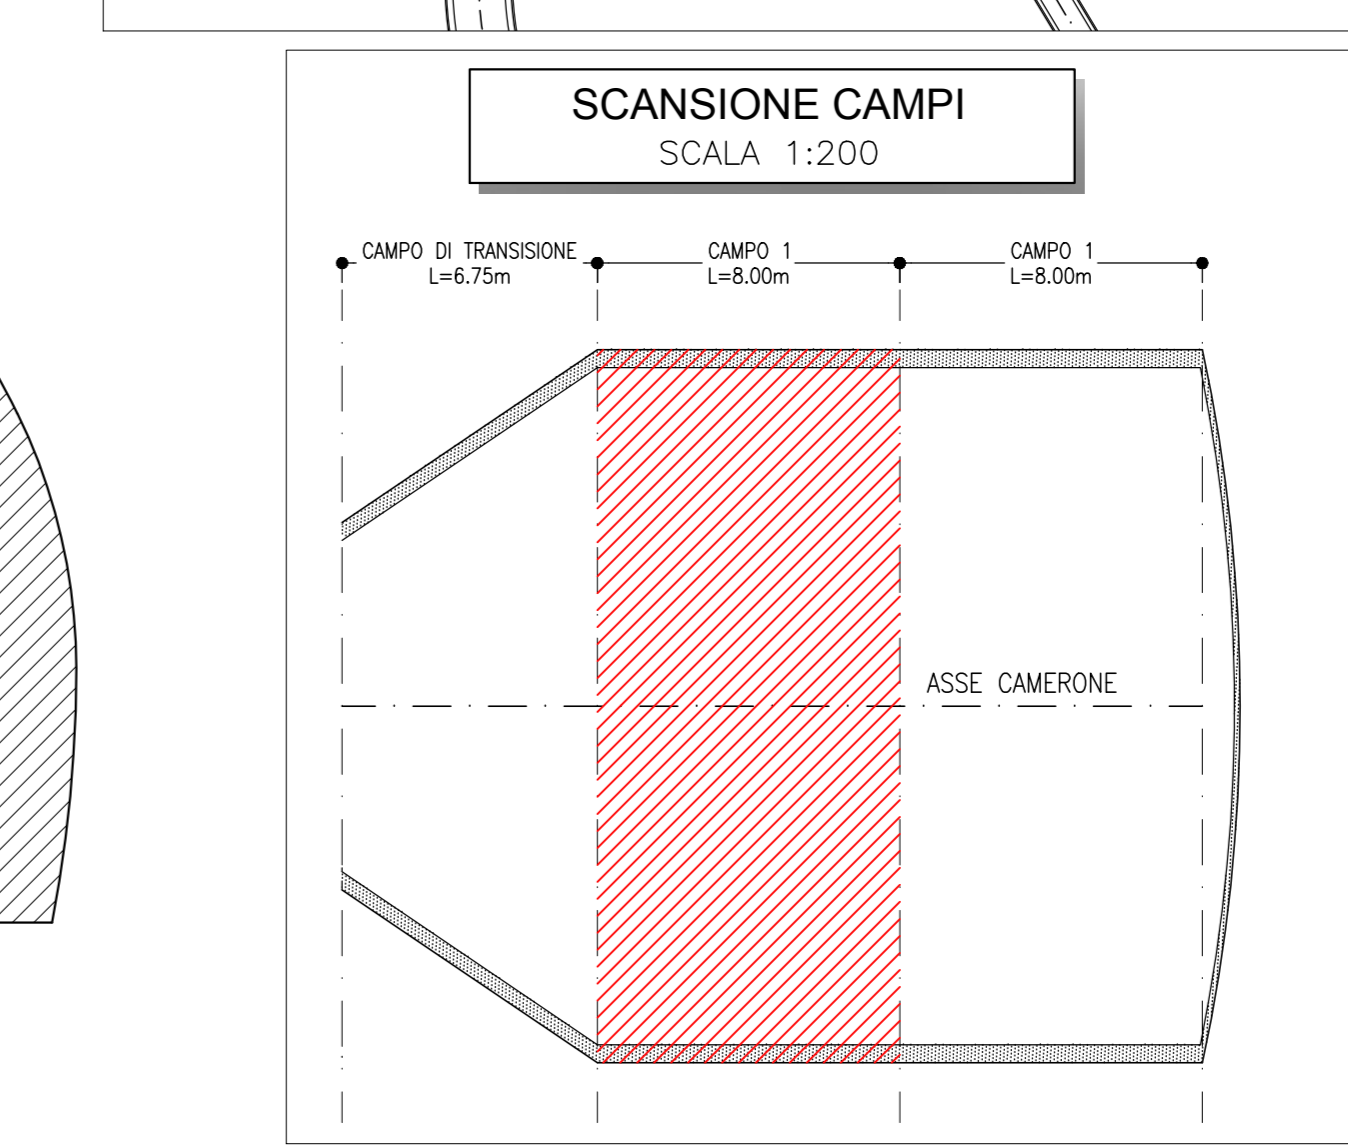 SCANSIONE CAMPI
SCALA 1:200
CAMPO DI TRANSISIONE
L=6.75m
CAMPO 1
L=8.00m
CAMPO 1
L=8.00m
ASSE CAMERONE